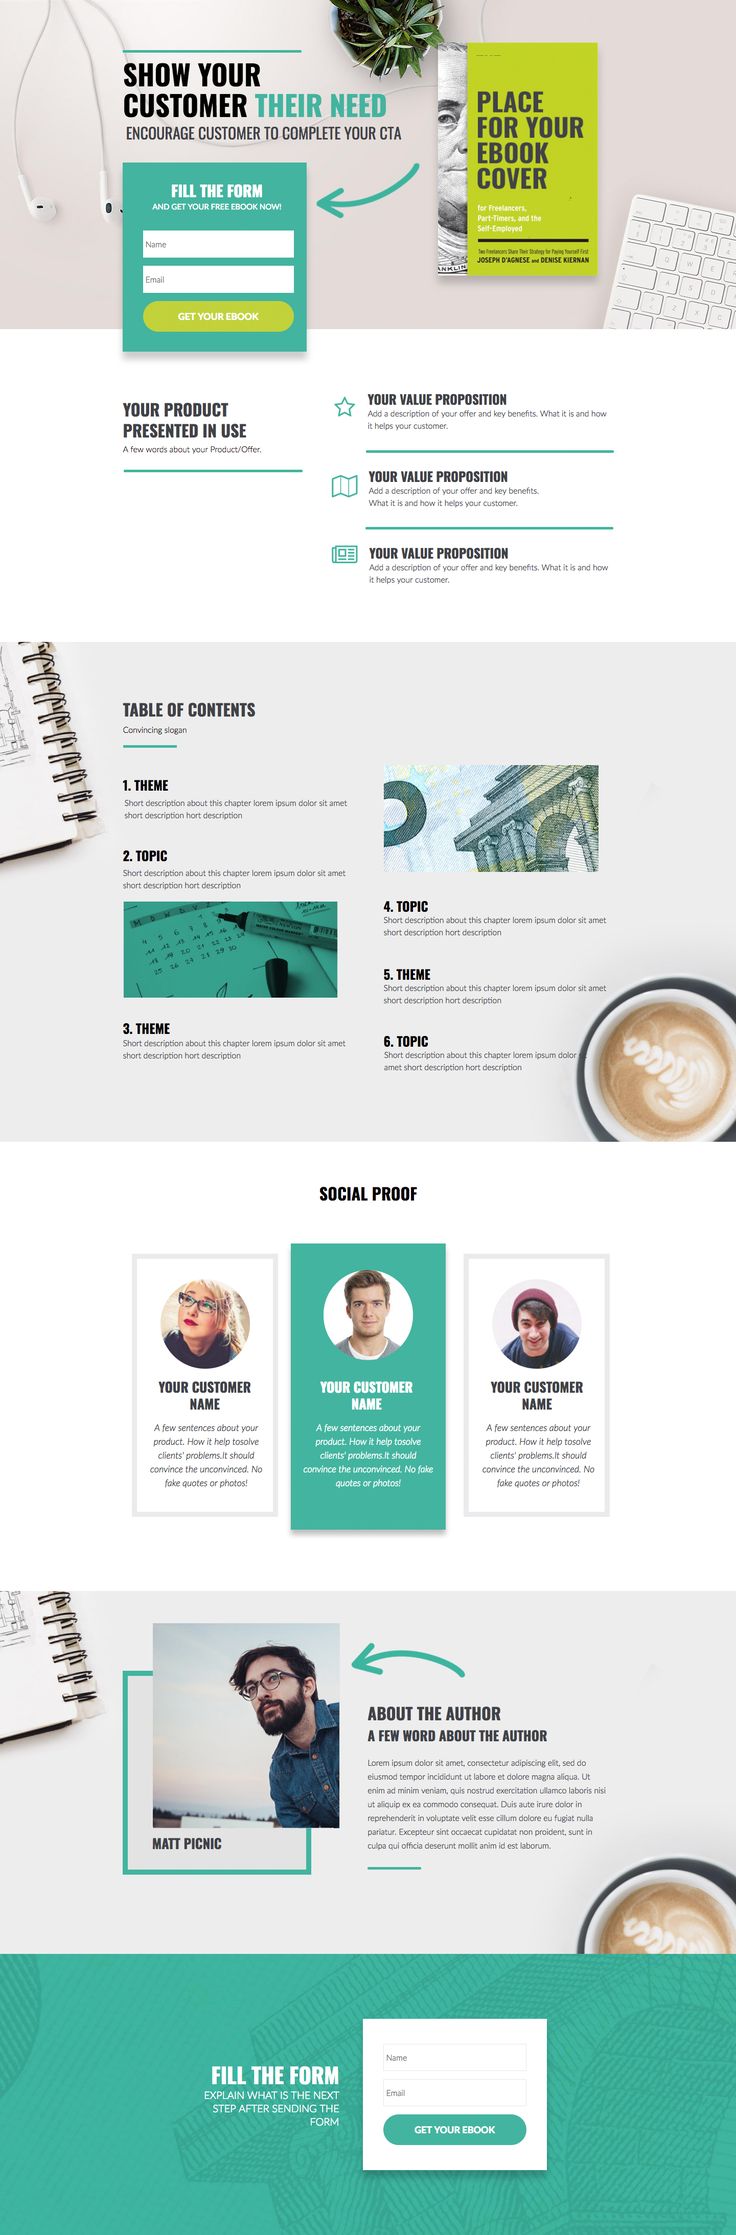 SHOW YOUR
CUSTOMER THEIR NEED
ENCOURAGE CUSTOMER TO COMPLETE YOUR CTA
FILL THE FORM
AND GET YOUR FREE EBOOK NOW!
Name
Email
GET YOUR EBOOK
PLACE
FOR YOUR
EBOOK
COVER
for Freelancers,
Part-Timers, and the
Self-Employed
Two Freelancers Share Their Strategy for Paying Yourself First
JOSEPH D'AGNESE and DENISE KIERNAN
ANKLIN
YOUR PRODUCT
PRESENTED IN USE
A few words about your Product/Offer.
YOUR VALUE PROPOSITION
Add a description of your offer and key benefits. What it is and how
it helps your customer.
YOUR VALUE PROPOSITION
Add a description of your offer and key benefits.
What it is and how it helps your customer.
YOUR VALUE PROPOSITION
Add a description of your offer and key benefits. What it is and how
it helps your customer.
TABLE OF CONTENTS
Convincing slogan
1. THEME
Short description about this chapter lorem ipsum dolor sit amet
short description hort description
2. TOPIC
Short description about this chapter lorem ipsum dolor sit amet
short description hort description
3. THEME
Short description about this chapter lorem ipsum dolor sit amet
short description hort description
4. TOPIC
Short description about this chapter lorem ipsum dolor sit amet
short description hort description
5. THEME
Short description about this chapter lorem ipsum dolor sit amet
short description hort description
6. TOPIC
Short description about this chapter lorem ipsum dolor sit
amet short description hort description
SOCIAL PROOF
YOUR CUSTOMER
NAME
A few sentences about your
product. How it help tosolve
clients' problems.It should
convince the unconvinced. No
fake quotes or photos!
YOUR CUSTOMER
NAME
A few sentences about your
product. How it help tosolve
clients' problems.It should
convince the unconvinced. No
fake quotes or photos!
YOUR CUSTOMER
NAME
A few sentences about your
product. How it help tosolve
clients' problems.It should
convince the unconvinced. No
fake quotes or photos!
MATT PICNIC
ABOUT THE AUTHOR
A FEW WORD ABOUT THE AUTHOR
Lorem ipsum dolor sit amet, consectetur adipiscing elit, sed do
eiusmod tempor incididunt ut labore et dolore magna aliqua. Ut
enim ad minim veniam, quis nostrud exercitation ullamco laboris nisi
ut aliquip ex ea commodo consequat. Duis aute irure dolor in
reprehenderit in voluptate velit esse cillum dolore eu fugiat nulla
pariatur. Excepteur sint occaecat cupidatat non proident, sunt in
culpa qui officia deserunt mollit anim id est laborum.
FILL THE FORM
EXPLAIN WHAT IS THE NEXT
STEP AFTER SENDING THE
FORM
Name
Email
GET YOUR EBOOK